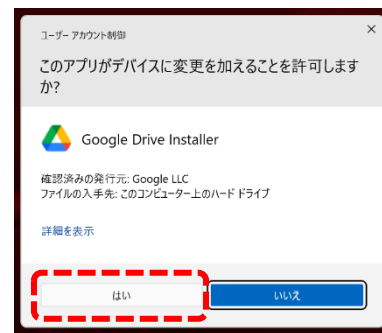 ユーザー アカウント制御
このアプリがデバイスに変更を加えることを許可します
か?
Google Drive Installer
確認済みの発行元: Google LLC
ファイルの入手先: このコンピューター上のハード ドライブ
詳細を表示
はい
いいえ